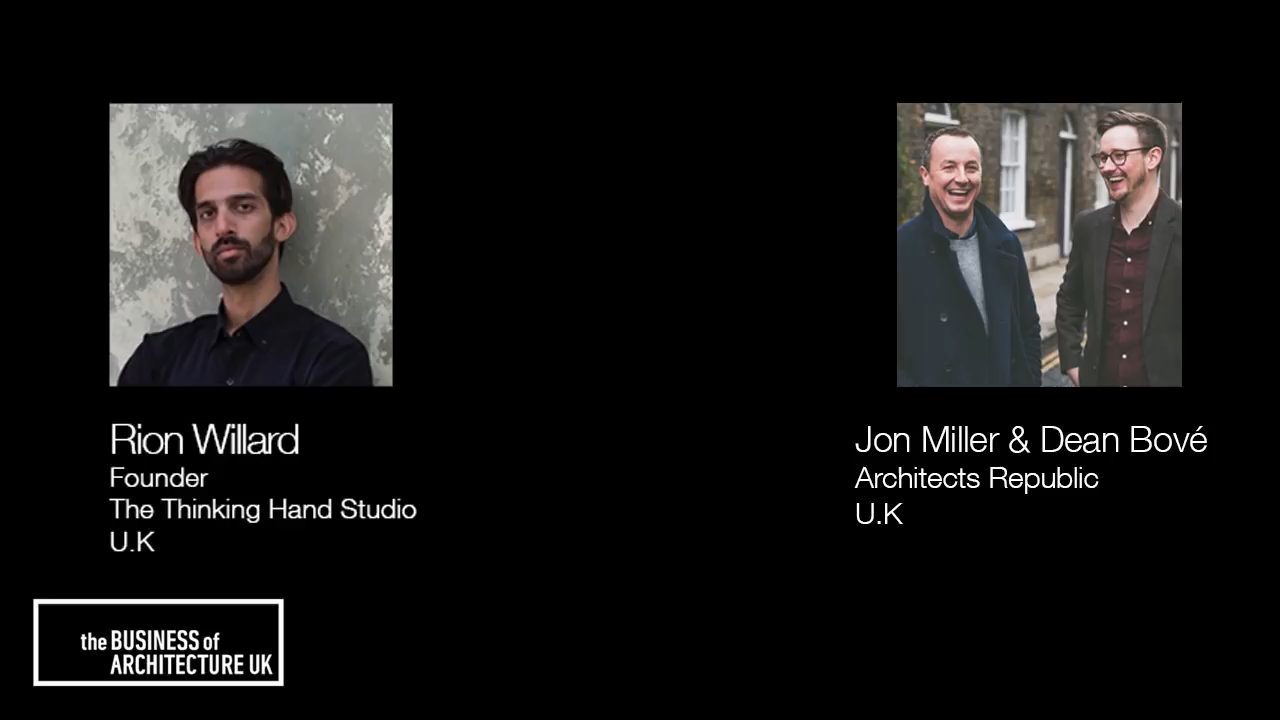 Rion Willard
Founder
The Thinking Hand Studio
U.K
Jon Miller & Dean Bové
Architects Republic
U.K
the BUSINESS of
ARCHITECTURE UK